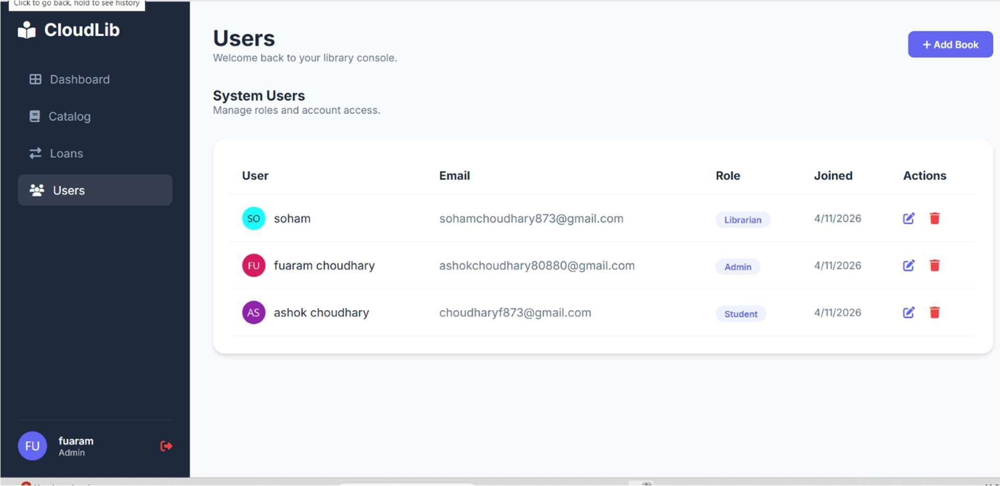 Click to go back, hold to see history
CloudLib
Dashboard
Catalog
Loans
Users
FU
fuaram
Admin
Users
Welcome back to your library console.
+ Add Book
System Users
Manage roles and account access.
User Email Role Joined Actions
SO soham sohamchoudhary873@gmail.com Librarian 4/11/2026
FU fuaram choudhary ashokchoudhary80880@gmail.com Admin 4/11/2026
AS ashok choudhary choudharyf873@gmail.com Student 4/11/2026